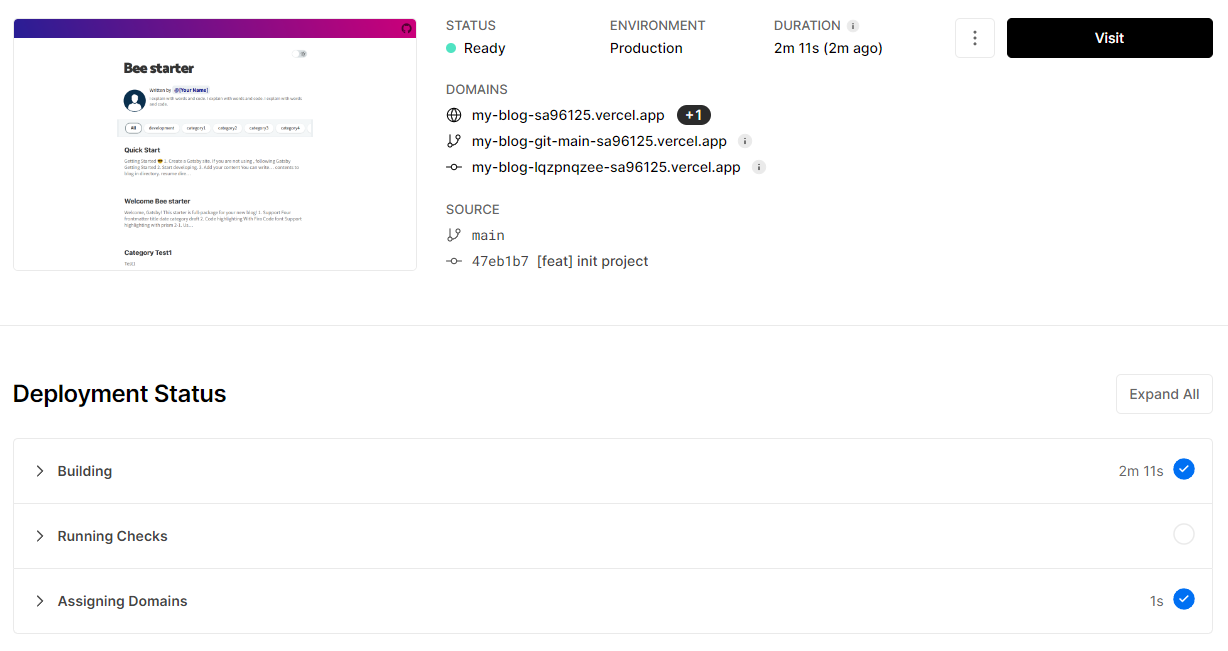 Bee starter
Written by @[Your Name]
I explain with words and code. I explain with words and code. I explain with words
and code.
All development category1 category2 category3 category4
Quick Start
Getting Started 😎 1. Create a Gatsby site. If you are not using , following Gatsby
Getting Started 2. Start developing. 3. Add your content You can write... contents to
blog in directory, rename dire...
Welcome Bee starter
Welcome, Gatsby! This starter is full package for your new blog! 1. Support Four
frontmatter title date category draft 2. Code highlighting With Fira Code font Support
highlighting with prism 2-1. Us...
Category Test1
Test1
STATUS
Ready
ENVIRONMENT
Production
DURATION
2m 11s (2m ago)
Visit
DOMAINS
my-blog-sa96125.vercel.app +1
my-blog-git-main-sa96125.vercel.app
my-blog-lqzpnqzee-sa96125.vercel.app
SOURCE
main
47eb1b7 [feat] init project
Deployment Status
Expand All
Building 2m 11s
Running Checks
Assigning Domains 1s